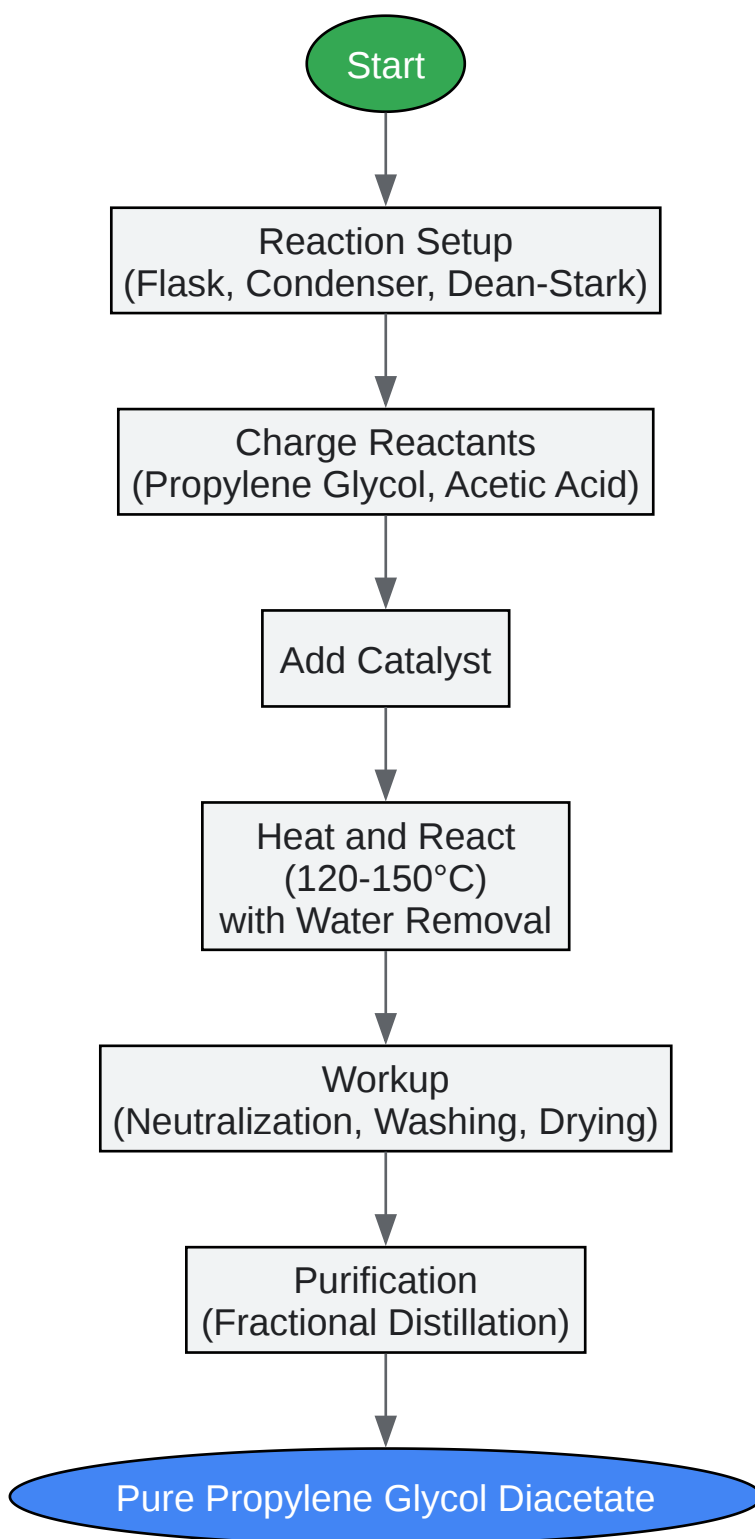 Start
Reaction Setup
(Flask, Condenser, Dean-Stark)
Charge Reactants
(Propylene Glycol, Acetic Acid)
Add Catalyst
Heat and React
(120-150°C)
with Water Removal
Workup
(Neutralization, Washing, Drying)
Purification
(Fractional Distillation)
Pure Propylene Glycol Diacetate